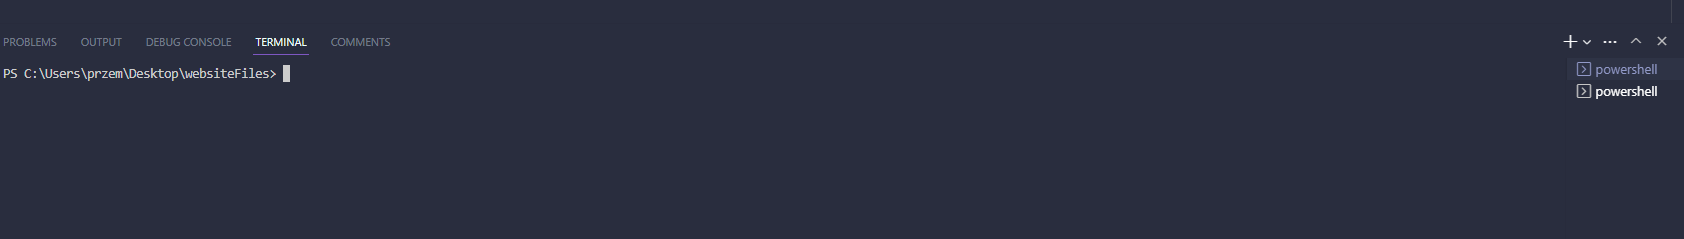 PROBLEMS OUTPUT DEBUG CONSOLE TERMINAL COMMENTS
PS C:\Users\przem\Desktop\websiteFiles>
powershell
powershell